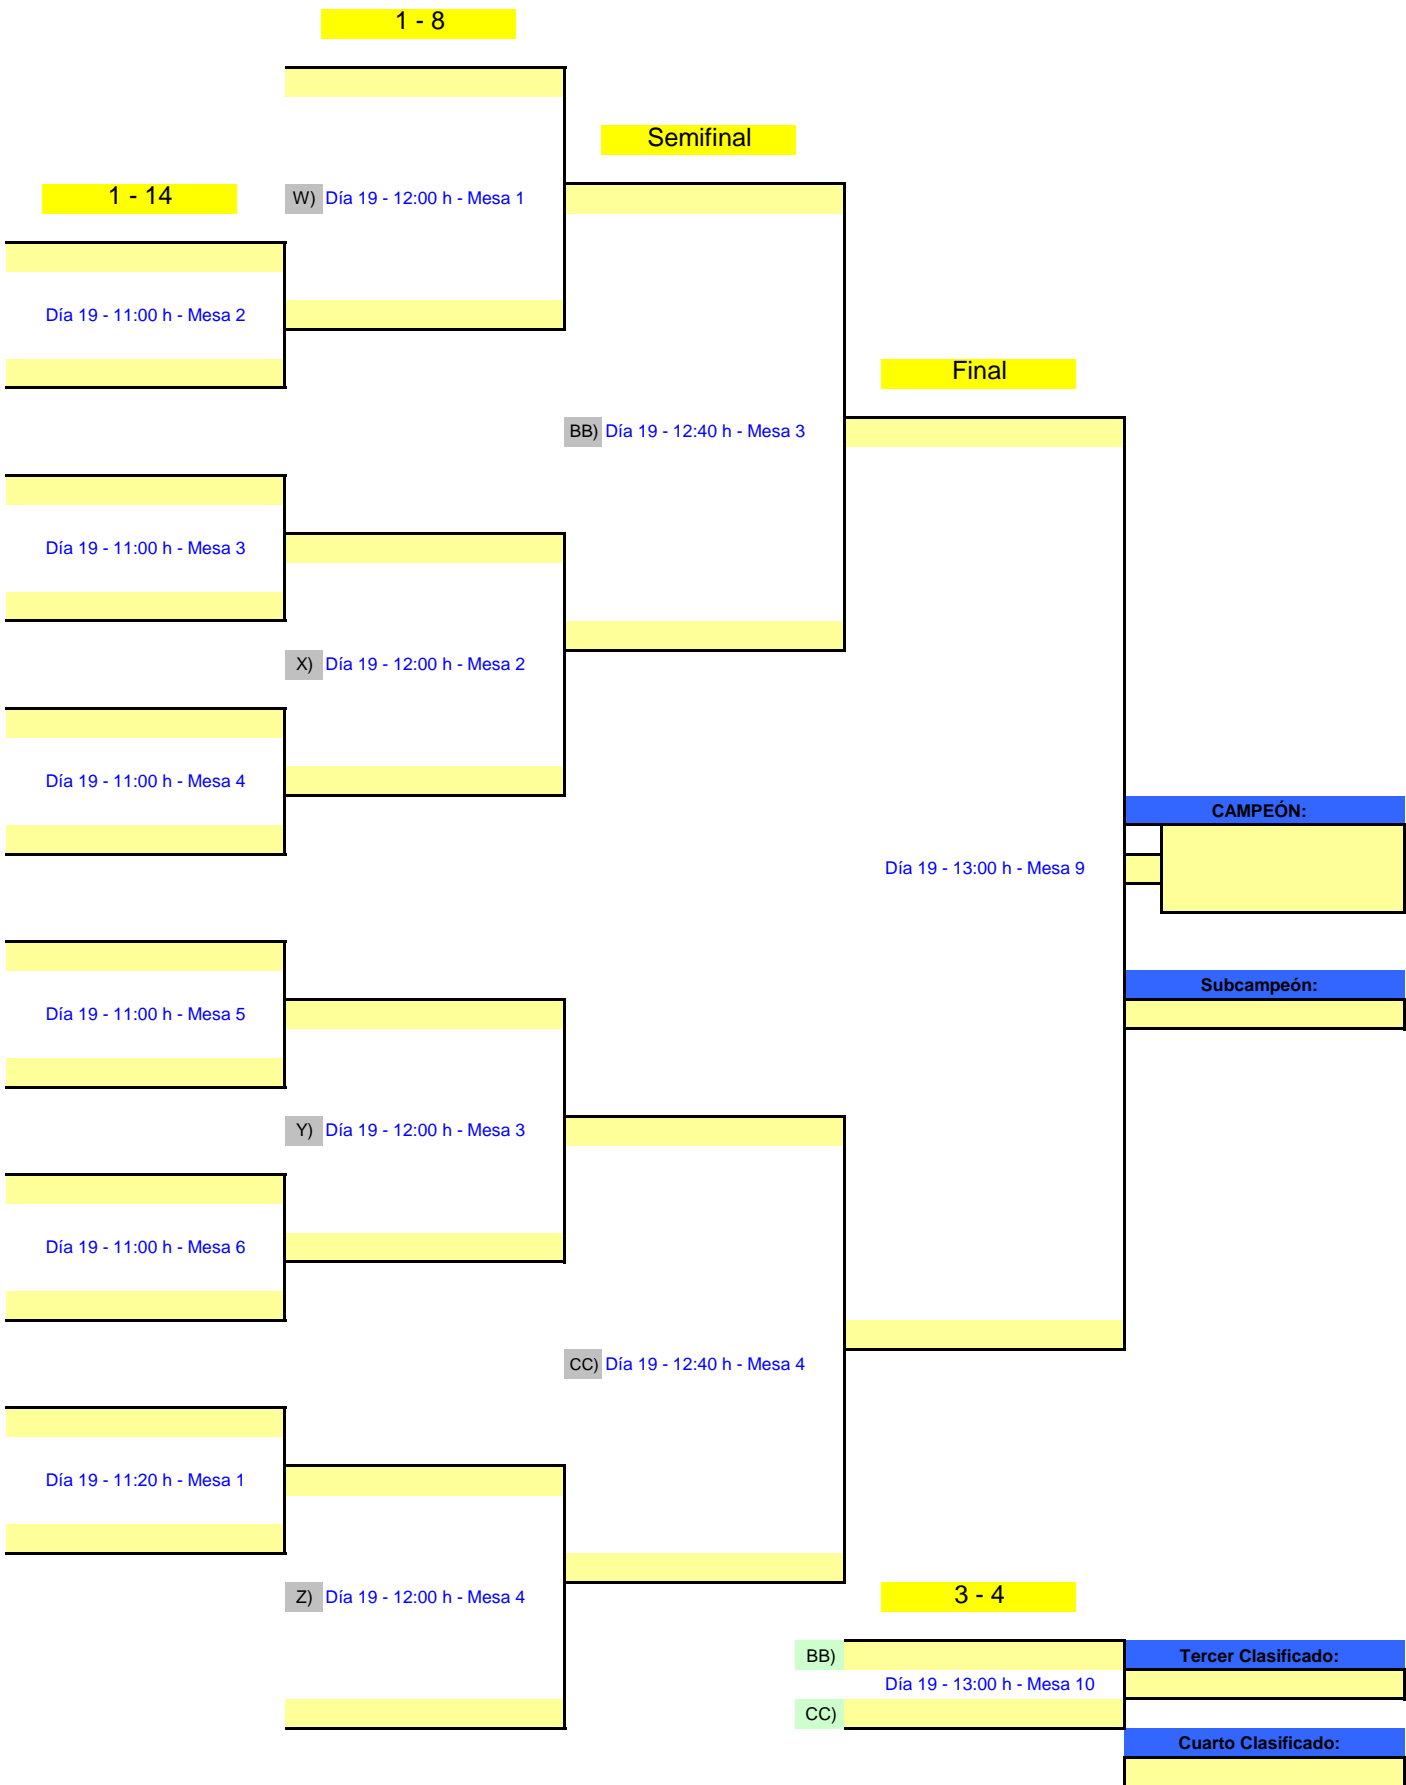 1 - 8
Semifinal
1 - 14
W) Día 19 - 12:00 h - Mesa 1
Día 19 - 11:00 h - Mesa 2
Final
BB) Día 19 - 12:40 h - Mesa 3
Día 19 - 11:00 h - Mesa 3
X) Día 19 - 12:00 h - Mesa 2
Día 19 - 11:00 h - Mesa 4
CAMPEÓN:
Día 19 - 13:00 h - Mesa 9
Subcampeón:
Día 19 - 11:00 h - Mesa 5
Y) Día 19 - 12:00 h - Mesa 3
Día 19 - 11:00 h - Mesa 6
CC) Día 19 - 12:40 h - Mesa 4
Día 19 - 11:20 h - Mesa 1
Z) Día 19 - 12:00 h - Mesa 4
3 - 4
BB)
Tercer Clasificado:
Día 19 - 13:00 h - Mesa 10
CC)
Cuarto Clasificado: